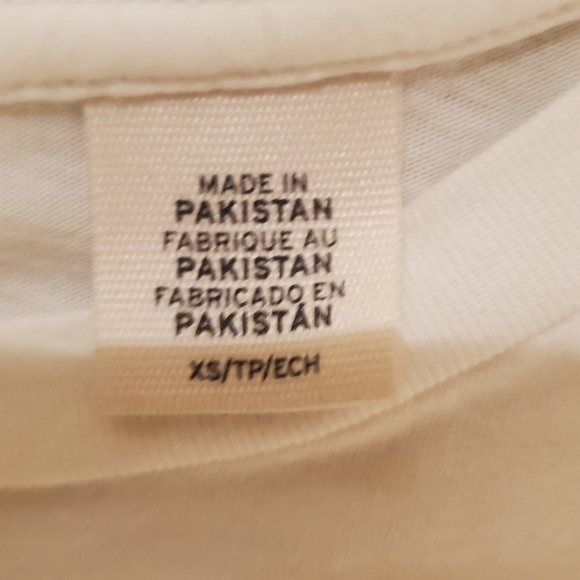 MADE IN
PAKISTAN
FABRIQUE AU
PAKISTAN
FABRICADO EN
PAKISTÁN
XS/TP/ECH